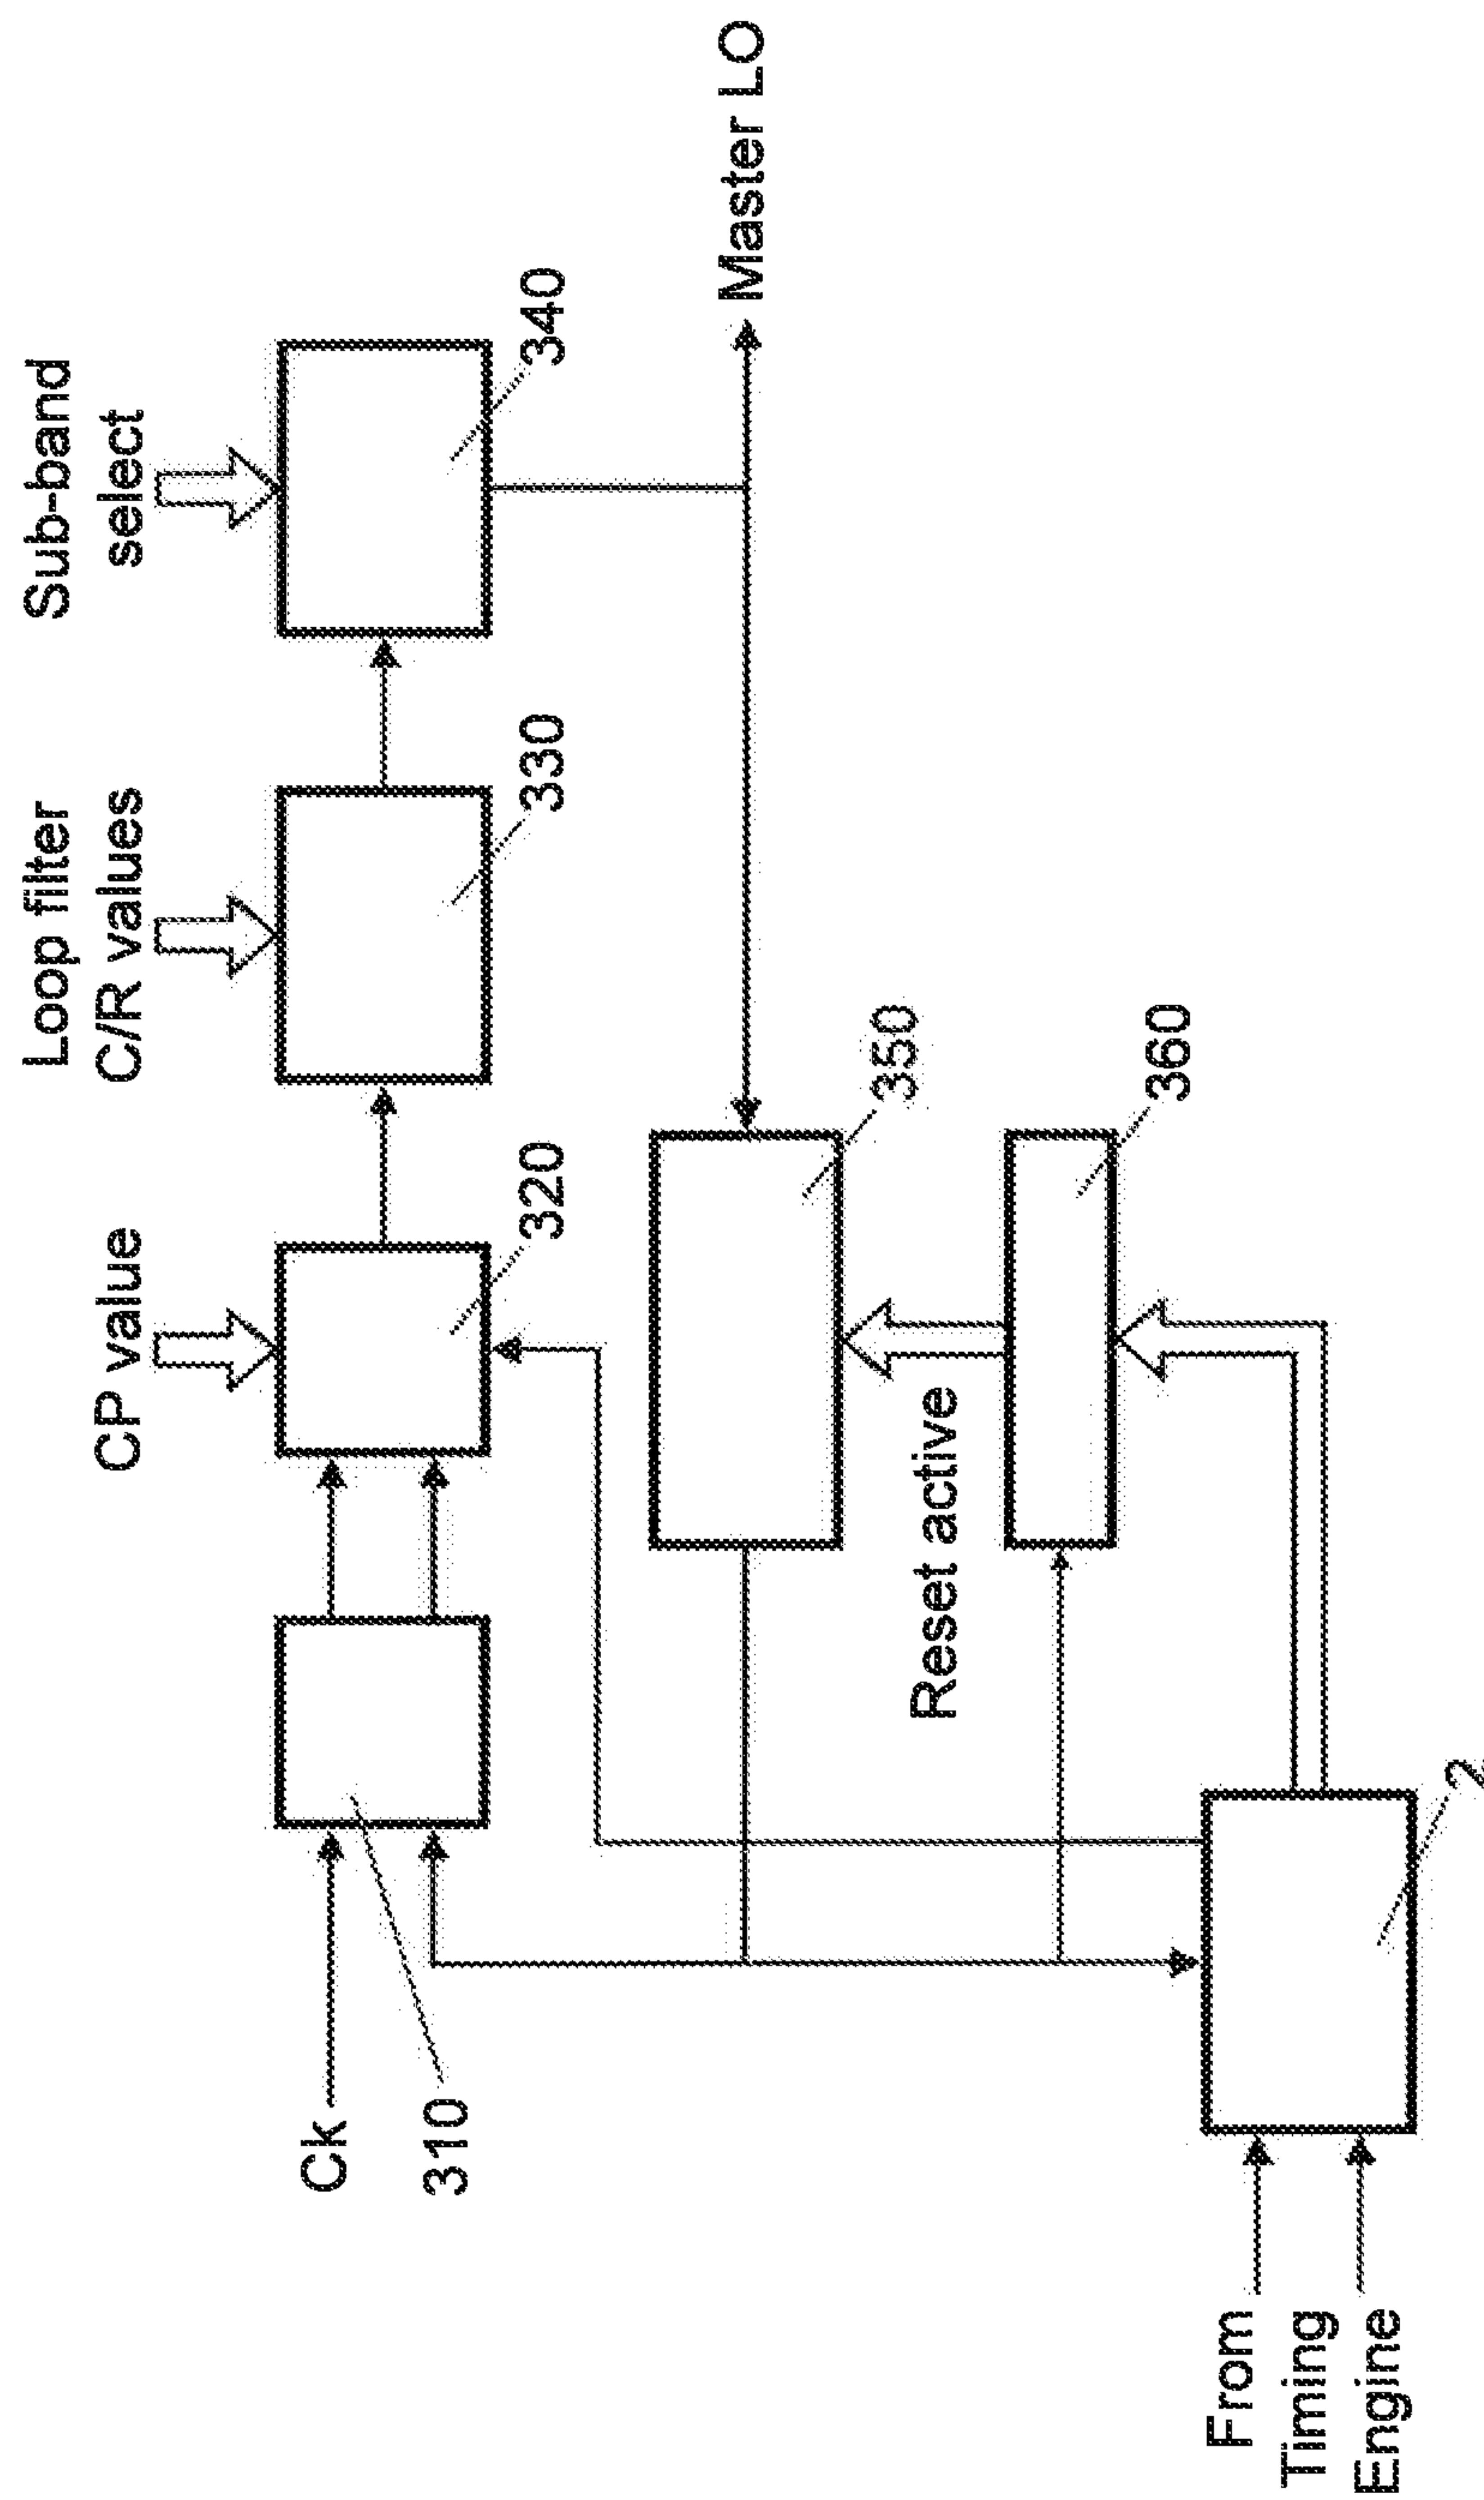 Sub-band
select
Loop filter
C/R values
CP value
Ck
310
320
330
340
Master LO
350
Reset active
360
From
Timing
Engine
2